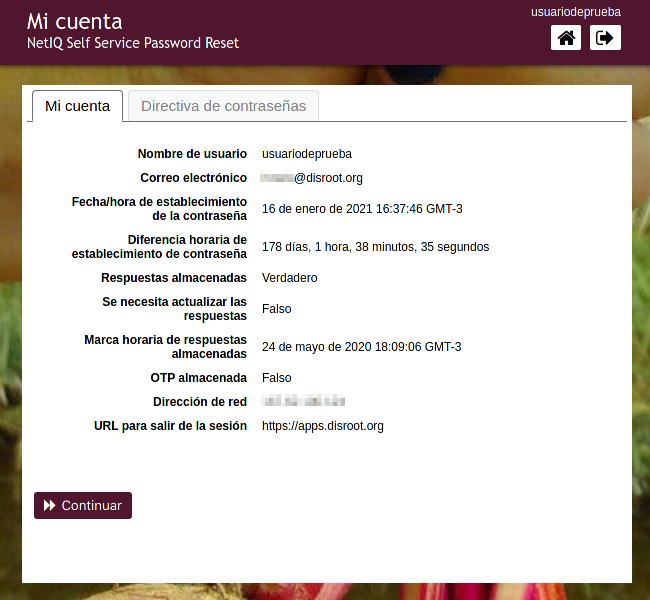 Mi cuenta
NetIQ Self Service Password Reset
usuariodeprueba
Mi cuenta
Directiva de contraseñas
Nombre de usuario usuariodeprueba
Correo electrónico @disroot.org
Fecha/hora de establecimiento
de la contraseña 16 de enero de 2021 16:37:46 GMT-3
Diferencia horaria de
establecimiento de contraseña 178 días, 1 hora, 38 minutos, 35 segundos
Respuestas almacenadas Verdadero
Se necesita actualizar las
respuestas Falso
Marca horaria de respuestas
almacenadas 24 de mayo de 2020 18:09:06 GMT-3
OTP almacenada Falso
Dirección de red
URL para salir de la sesión https://apps.disroot.org
Continuar